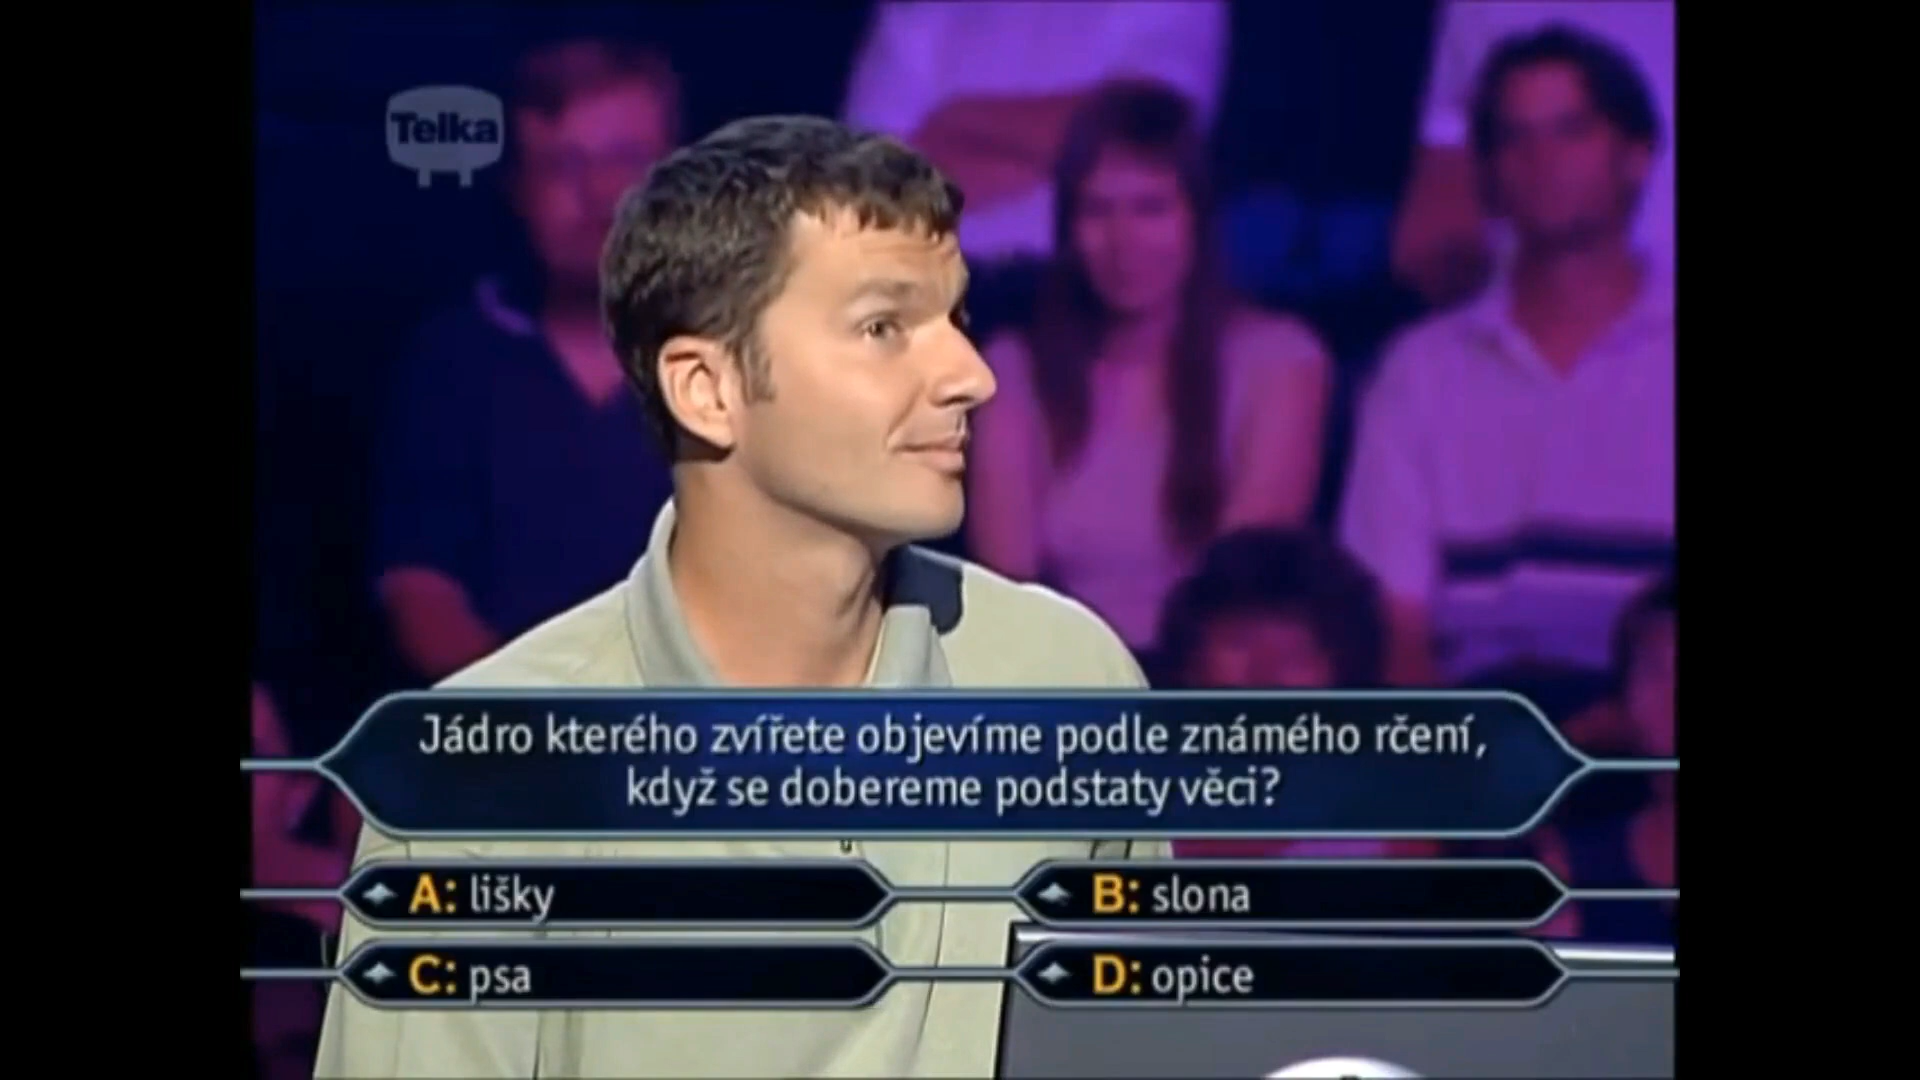 Telka
Jádro kterého zvířete objevíme podle známého rčení,
když se dobereme podstaty věci?
A: lišky
B: slona
C: psa
D: opice